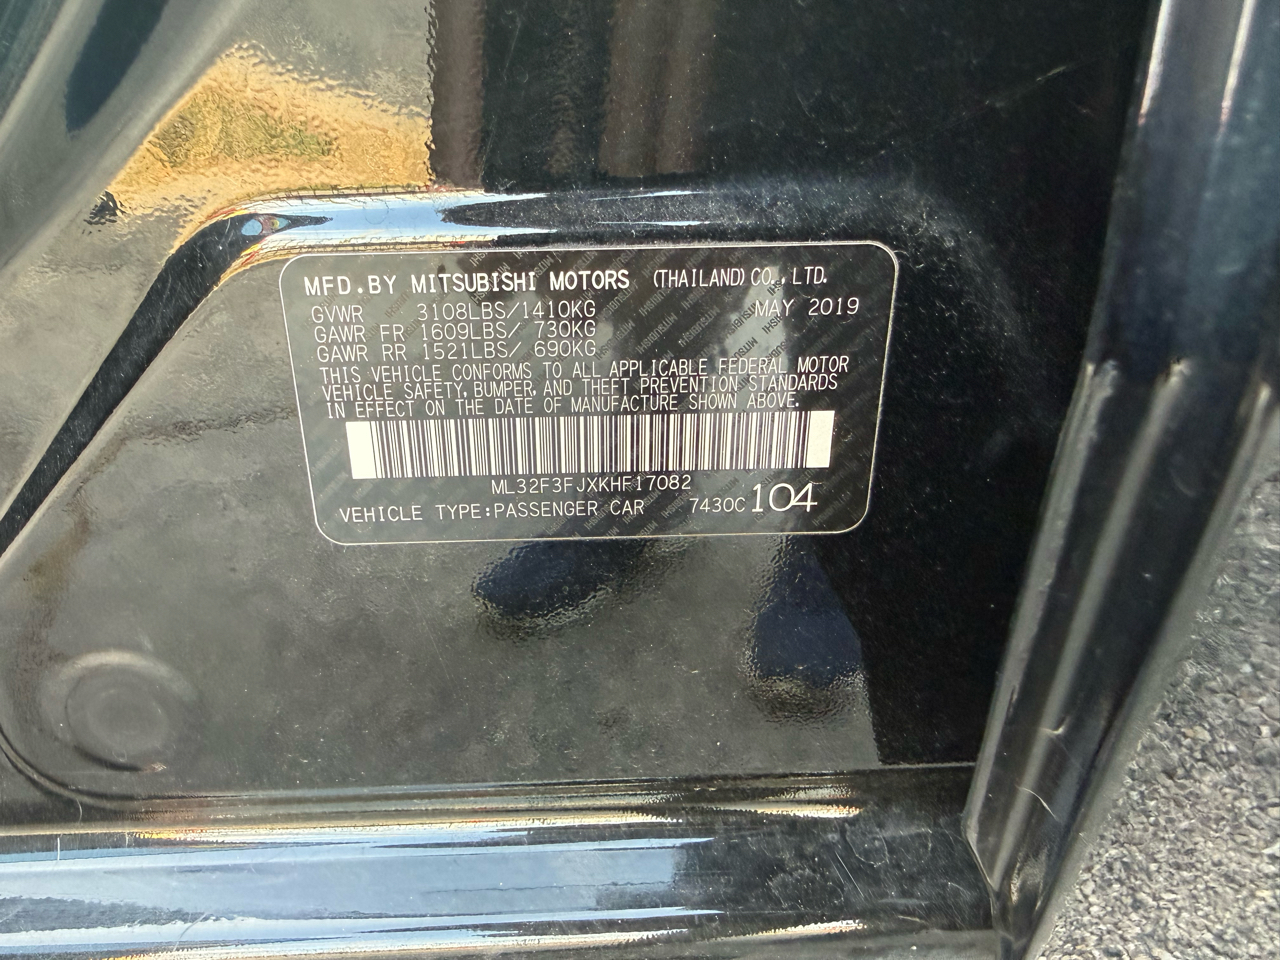 MFD.BY MITSUBISHI MOTORS (THAILAND) CO., LTD.
GVWR 3108LBS/1410KG MAY 2019
GAWR FR 1609LBS/ 730KG
GAWR RR 1521LBS/ 690KG
THIS VEHICLE CONFORMS TO ALL APPLICABLE FEDERAL MOTOR
VEHICLE SAFETY, BUMPER, AND THEFT PREVENTION STANDARDS
IN EFFECT ON THE DATE OF MANUFACTURE SHOWN ABOVE.
ML32F3FJXKHF17082
VEHICLE TYPE:PASSENGER CAR 7430C 104